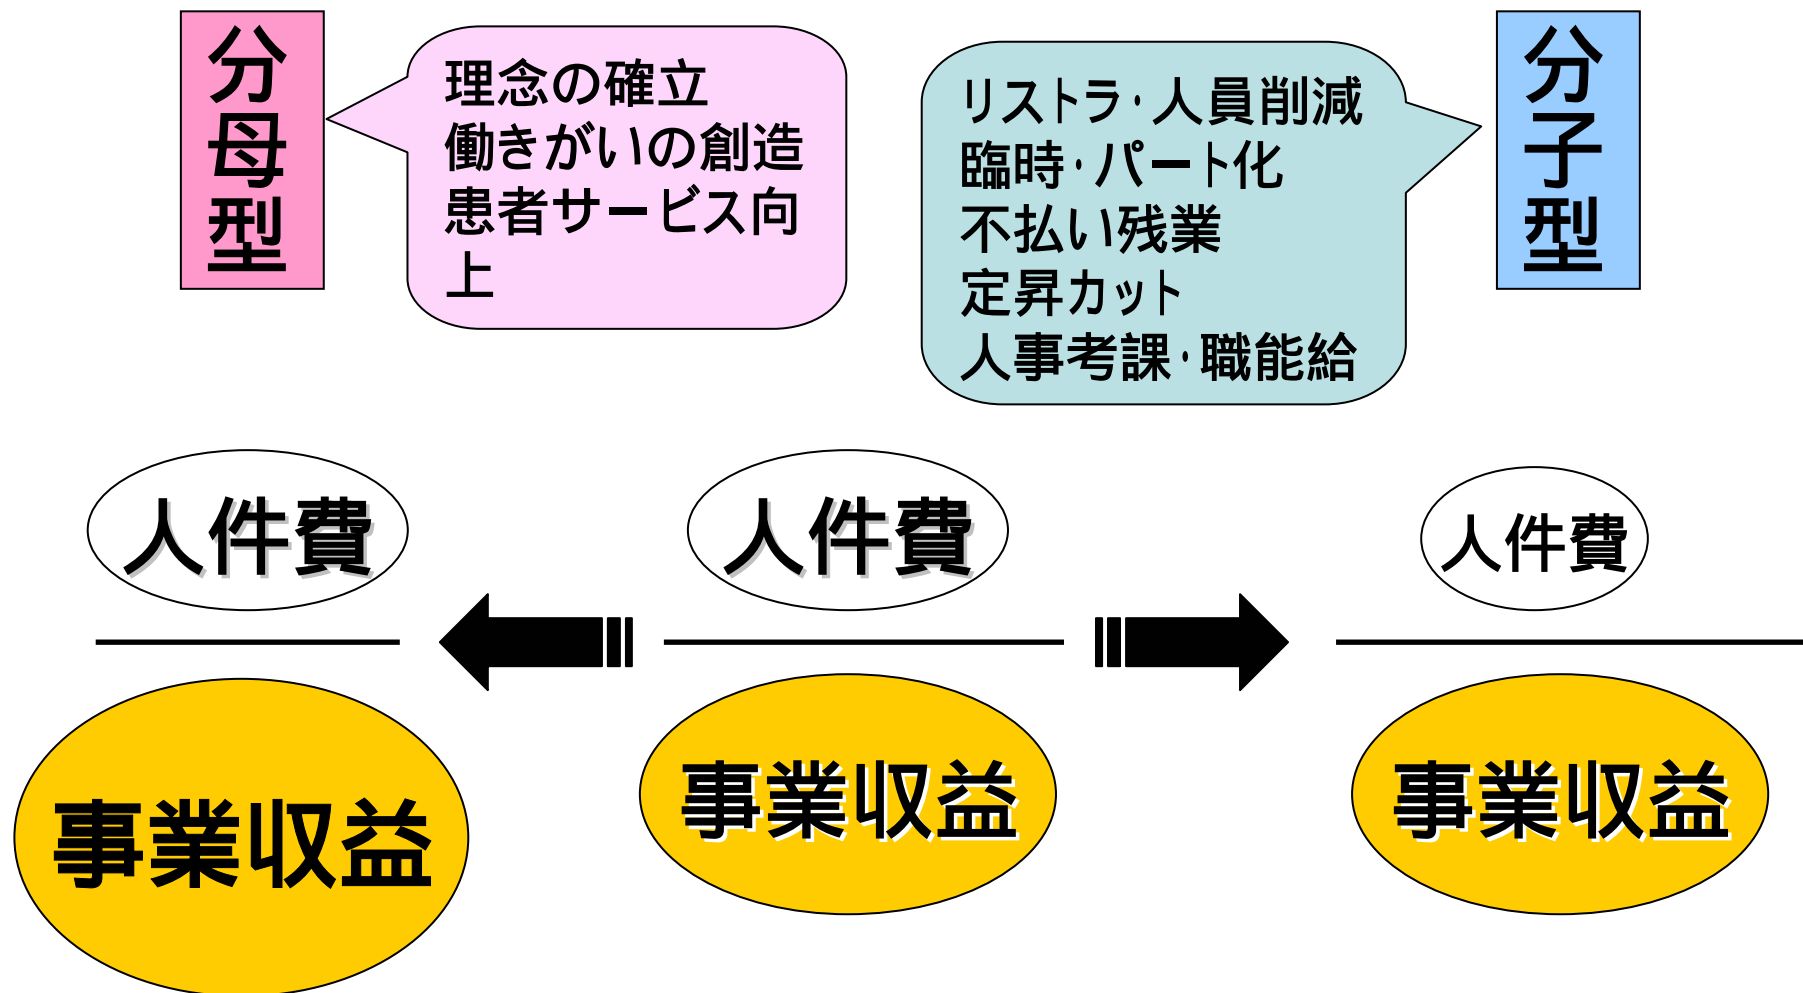 分母型
理念の確立
働きがいの創造
患者サービス向
上
リストラ・人員削減
臨時・パート化
不払い残業
定昇カット
人事考課・職能給
分子型
人件費
人件費
人件費
事業収益
事業収益
事業収益